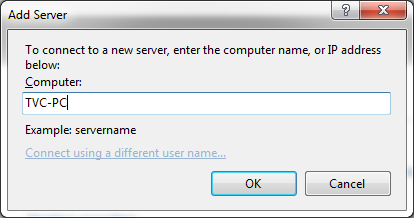 Add Server
?
To connect to a new server, enter the computer name, or IP address
below:
Computer:
TVC-PC
Example: servername
Connect using a different user name...
OK Cancel